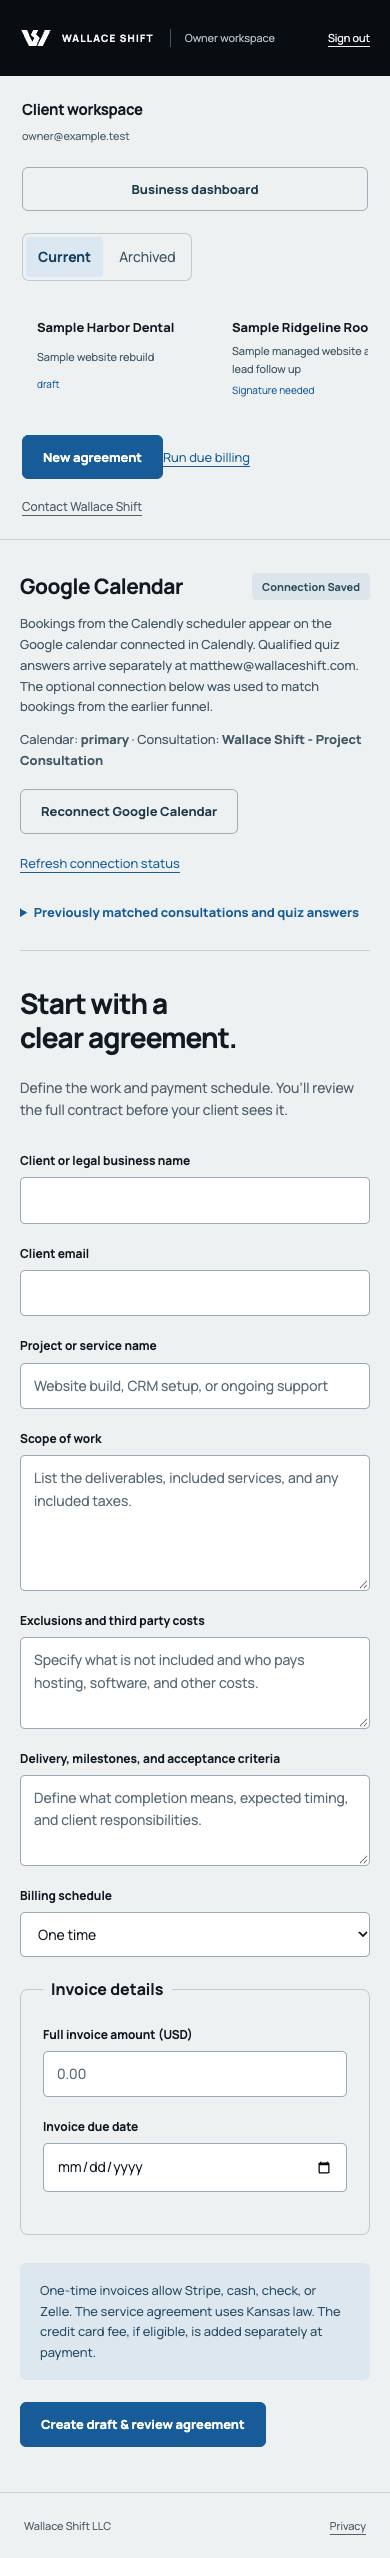 WALLACE SHIFT
Owner workspace
Sign out
Client workspace
owner@example.test
Business dashboard
Current
Archived
Sample Harbor Dental
Sample website rebuild
draft
Sample Ridgeline Roo
Sample managed website a
lead follow up
Signature needed
New agreement
Run due billing
Contact Wallace Shift
Google Calendar
Connection Saved
Bookings from the Calendly scheduler appear on the
Google calendar connected in Calendly. Qualified quiz
answers arrive separately at matthew@wallaceshift.com.
The optional connection below was used to match
bookings from the earlier funnel.
Calendar: primary · Consultation: Wallace Shift - Project
Consultation
Reconnect Google Calendar
Refresh connection status
Previously matched consultations and quiz answers
Start with a
clear agreement.
Define the work and payment schedule. You'll review
the full contract before your client sees it.
Client or legal business name
Client email
Project or service name
Website build, CRM setup, or ongoing support
Scope of work
List the deliverables, included services, and any
included taxes.
Exclusions and third party costs
Specify what is not included and who pays
hosting, software, and other costs.
Delivery, milestones, and acceptance criteria
Define what completion means, expected timing,
and client responsibilities.
Billing schedule
One time
Invoice details
Full invoice amount (USD)
0.00
Invoice due date
mm/dd/yyyy
One-time invoices allow Stripe, cash, check, or
Zelle. The service agreement uses Kansas law. The
credit card fee, if eligible, is added separately at
payment.
Create draft & review agreement
Wallace Shift LLC
Privacy